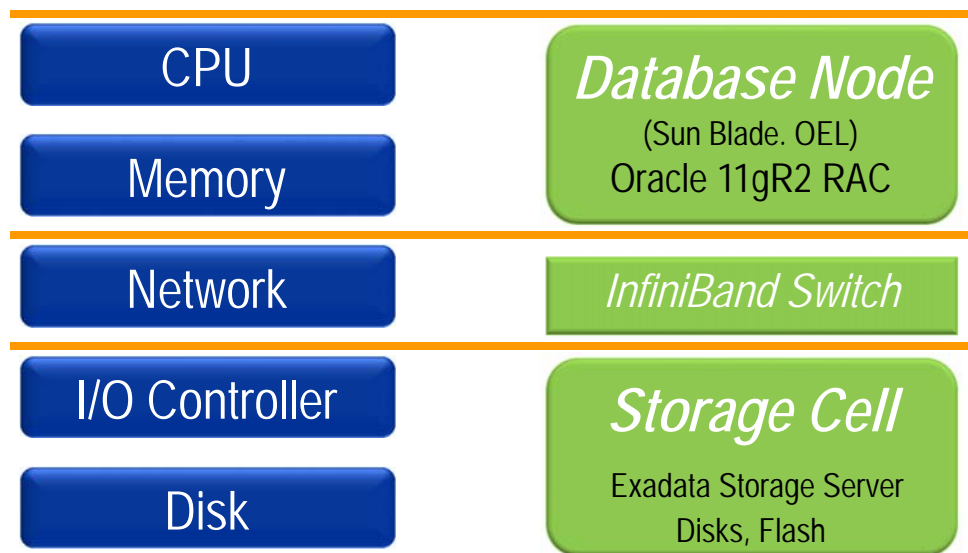 CPU
Memory
Database Node
(Sun Blade. OEL)
Oracle 11gR2 RAC
Network
InfiniBand Switch
I/O Controller
Disk
Storage Cell
Exadata Storage Server
Disks, Flash